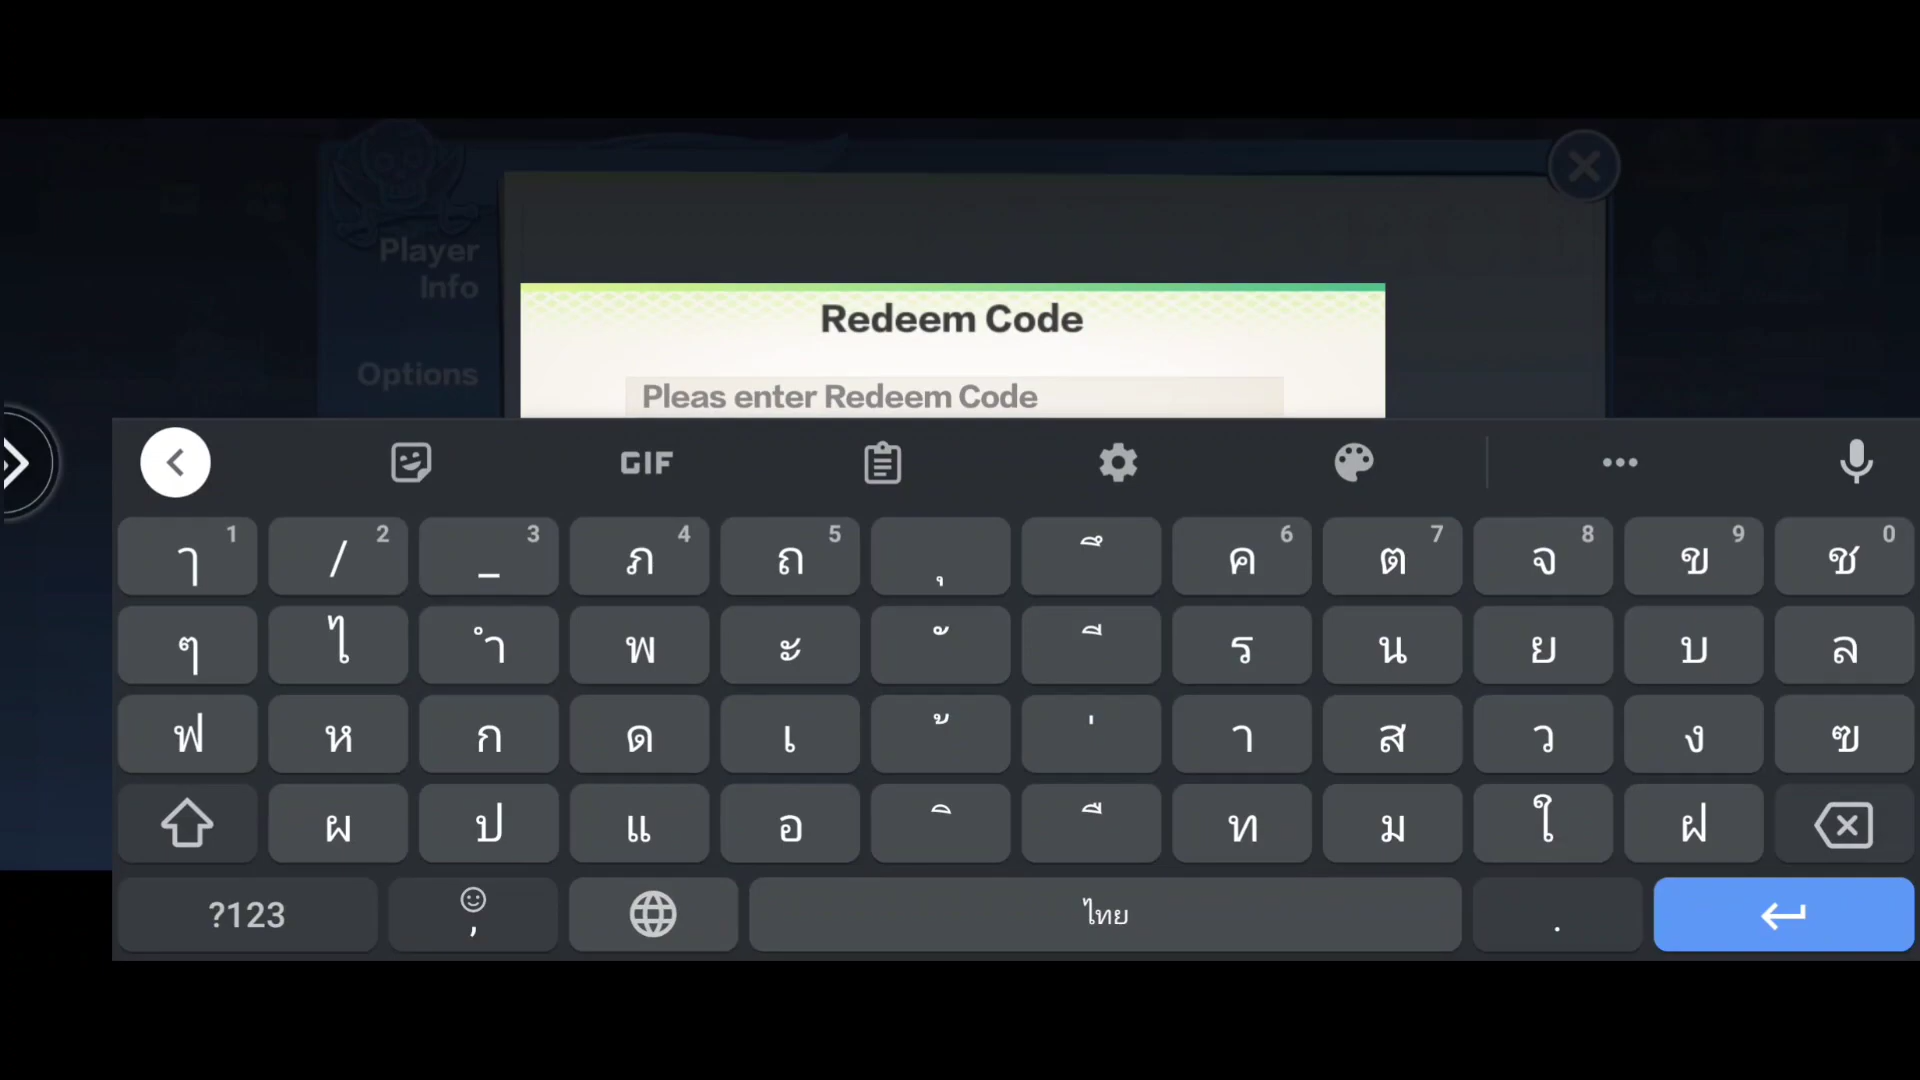 Player
Info
Options
Redeem Code
Pleas enter Redeem Code
GIF
ๅ 1 / 2 _ 3 ภ 4 ถ 5 ุ ึ ค 6 ต 7 จ 8 ข 9 ช 0
ๆ ไ ำ พ ะ ั ี ร น ย บ ล
ฟ ห ก ด เ ้ ่ า ส ว ง ฃ
ผ ป แ อ ิ ื ท ม ใ ฝ
?123 , ไทย .